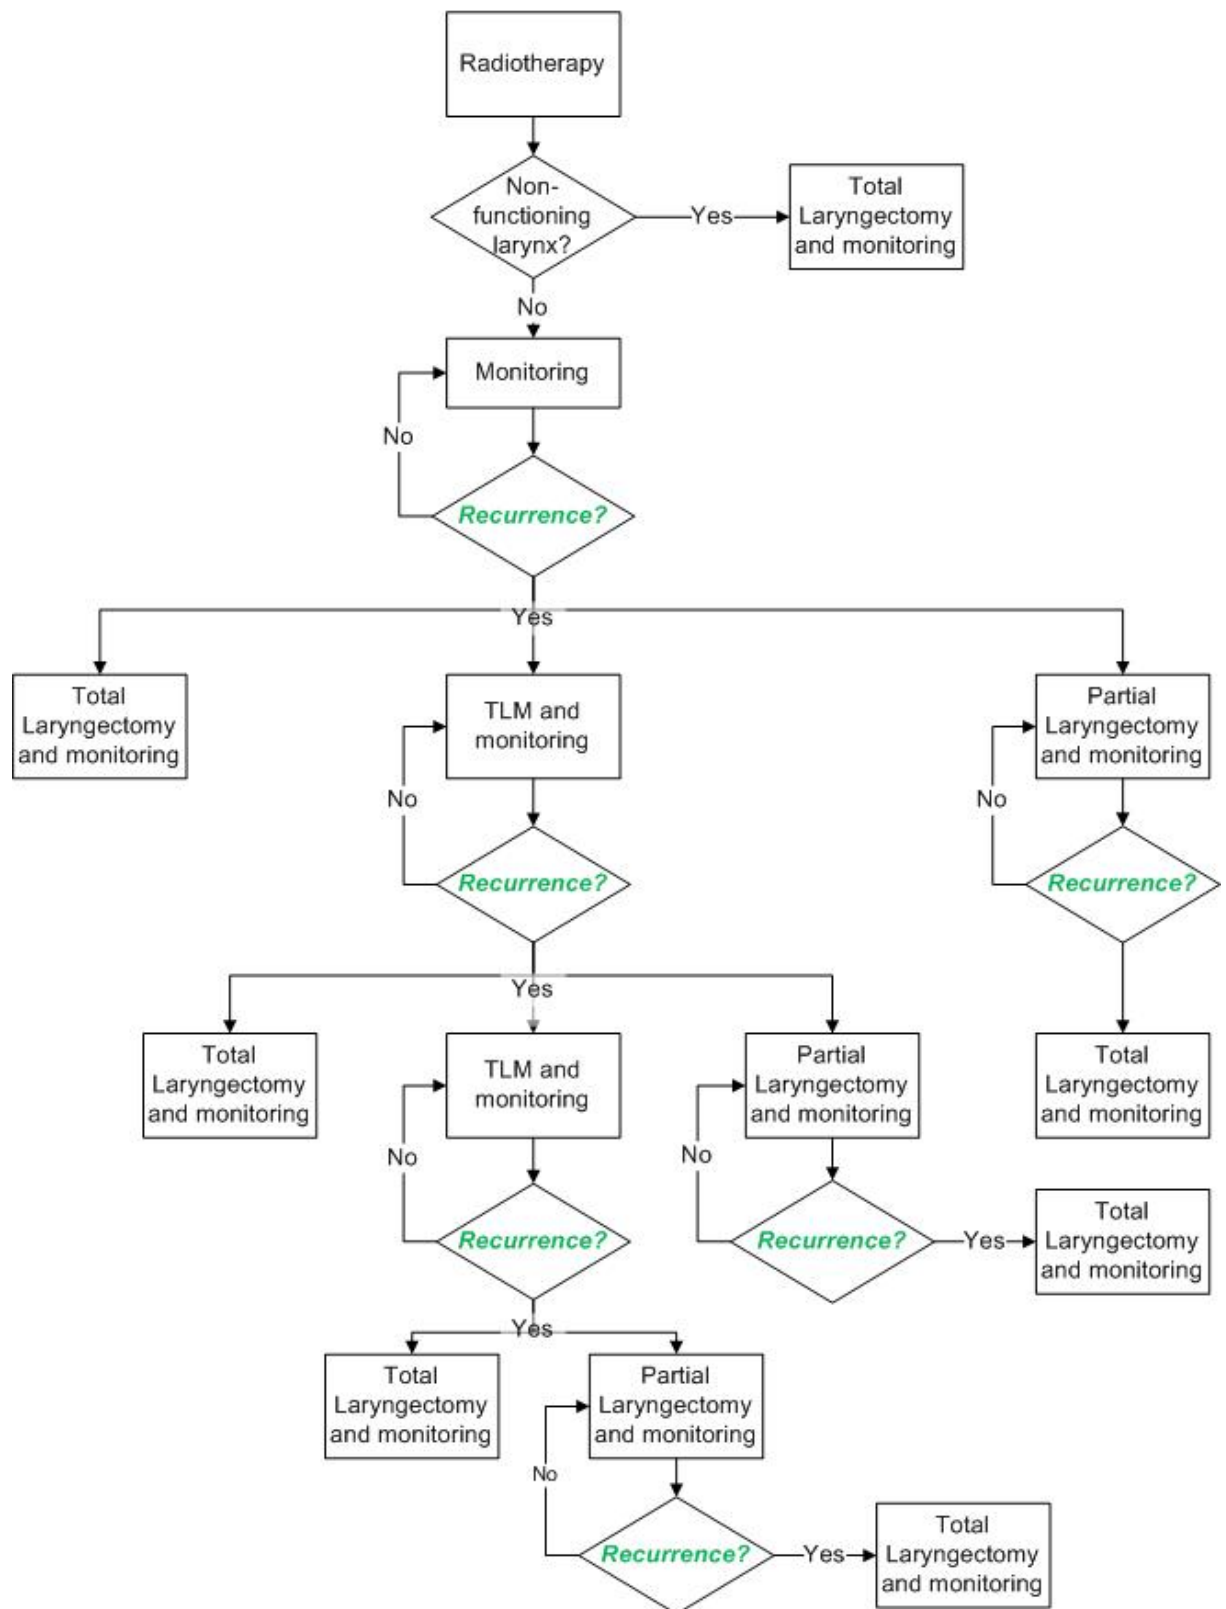 Radiotherapy
Non-
functioning
larynx?
Yes
Total
Laryngectomy
and monitoring
No
Monitoring
No
Recurrence?
Yes
Total
Laryngectomy
and monitoring
TLM and
monitoring
Partial
Laryngectomy
and monitoring
No
No
Recurrence?
Recurrence?
Yes
Total
Laryngectomy
and monitoring
TLM and
monitoring
Partial
Laryngectomy
and monitoring
Total
Laryngectomy
and monitoring
No
No
Recurrence?
Recurrence?
Yes
Total
Laryngectomy
and monitoring
Yes
Total
Laryngectomy
and monitoring
Partial
Laryngectomy
and monitoring
No
Recurrence?
Yes
Total
Laryngectomy
and monitoring